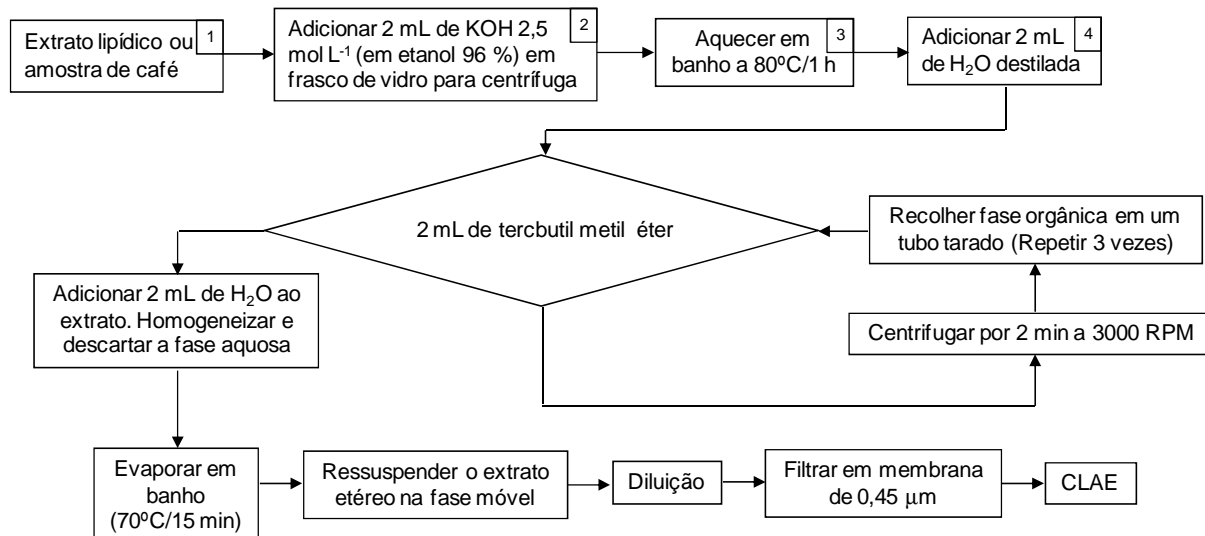 Extrato lipídico ou
amostra de café
1
Adicionar 2 mL de KOH 2,5
mol L⁻¹ (em etanol 96 %) em
frasco de vidro para centrífuga
2
Aquecer em
banho a 80ºC/1 h
3
Adicionar 2 mL
de H₂O destilada
4
2 mL de tercbutil metil éter
Recolher fase orgânica em um
tubo tarado (Repetir 3 vezes)
Centrifugar por 2 min a 3000 RPM
Adicionar 2 mL de H₂O ao
extrato. Homogeneizar e
descartar a fase aquosa
Evaporar em
banho
(70ºC/15 min)
Ressuspender o extrato
etéreo na fase móvel
Diluição
Filtrar em membrana
de 0,45 μm
CLAE